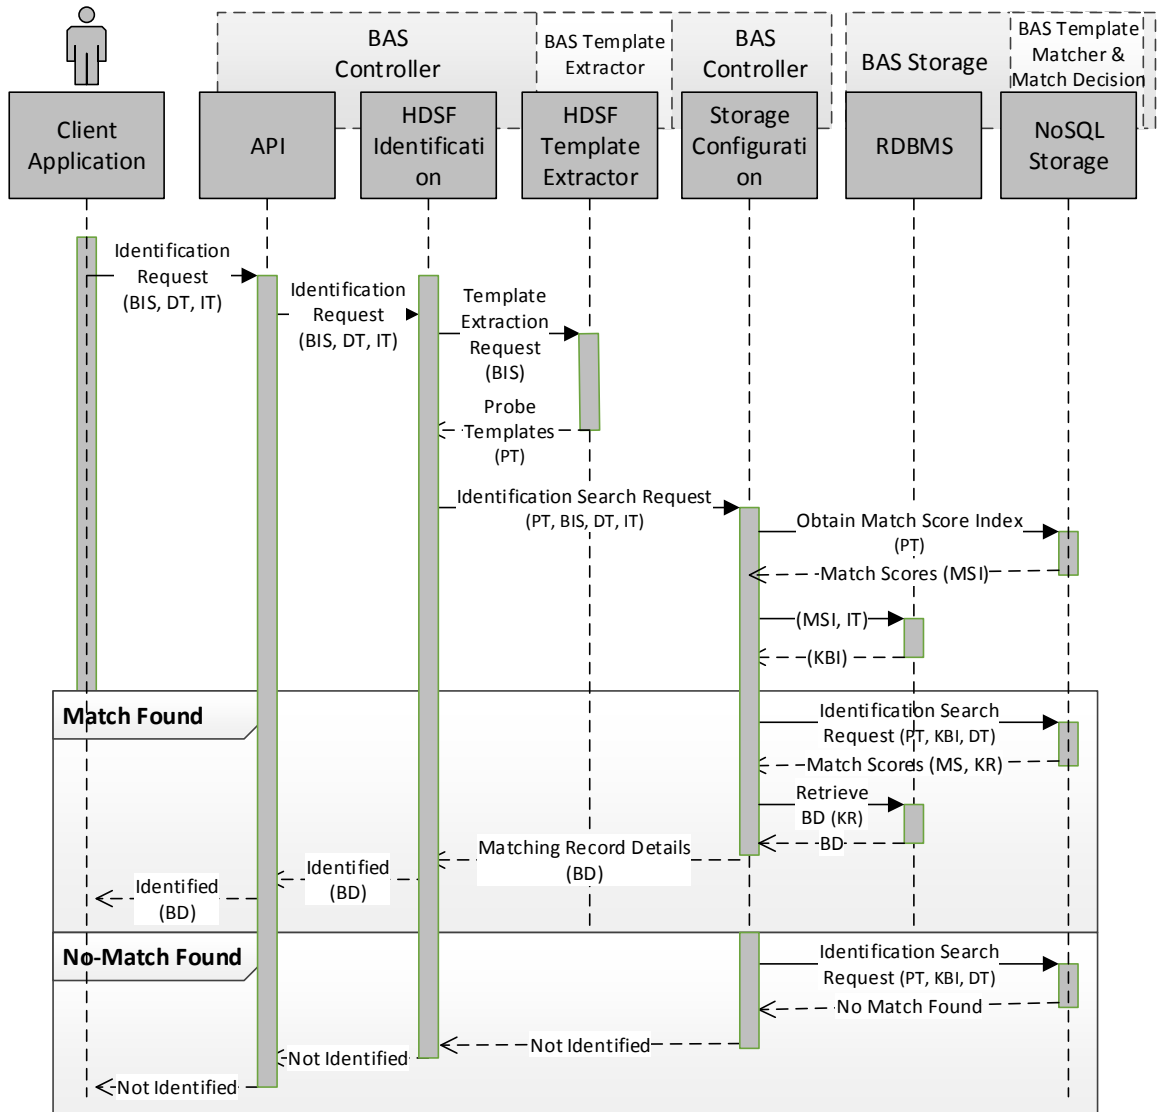 BAS
Controller
BAS Template
Extractor
BAS
Controller
BAS Storage
BAS Template
Matcher &
Match Decision
Client
Application
API
HDSF
Identificati
on
HDSF
Template
Extractor
Storage
Configurati
on
RDBMS
NoSQL
Storage
Identification
Request
(BIS, DT, IT)
Identification
Request
(BIS, DT, IT)
Template
Extraction
Request
(BIS)
Probe
Templates
(PT)
Identification Search Request
(PT, BIS, DT, IT)
Obtain Match Score Index
(PT)
Match Scores (MSI)
(MSI, IT)
(KBI)
Match Found
Identification Search
Request (PT, KBI, DT)
Match Scores (MS, KR)
Retrieve
BD (KR)
BD
Matching Record Details
(BD)
Identified
(BD)
Identified
(BD)
No-Match Found
Identification Search
Request (PT, KBI, DT)
No Match Found
Not Identified
Not Identified
Not Identified